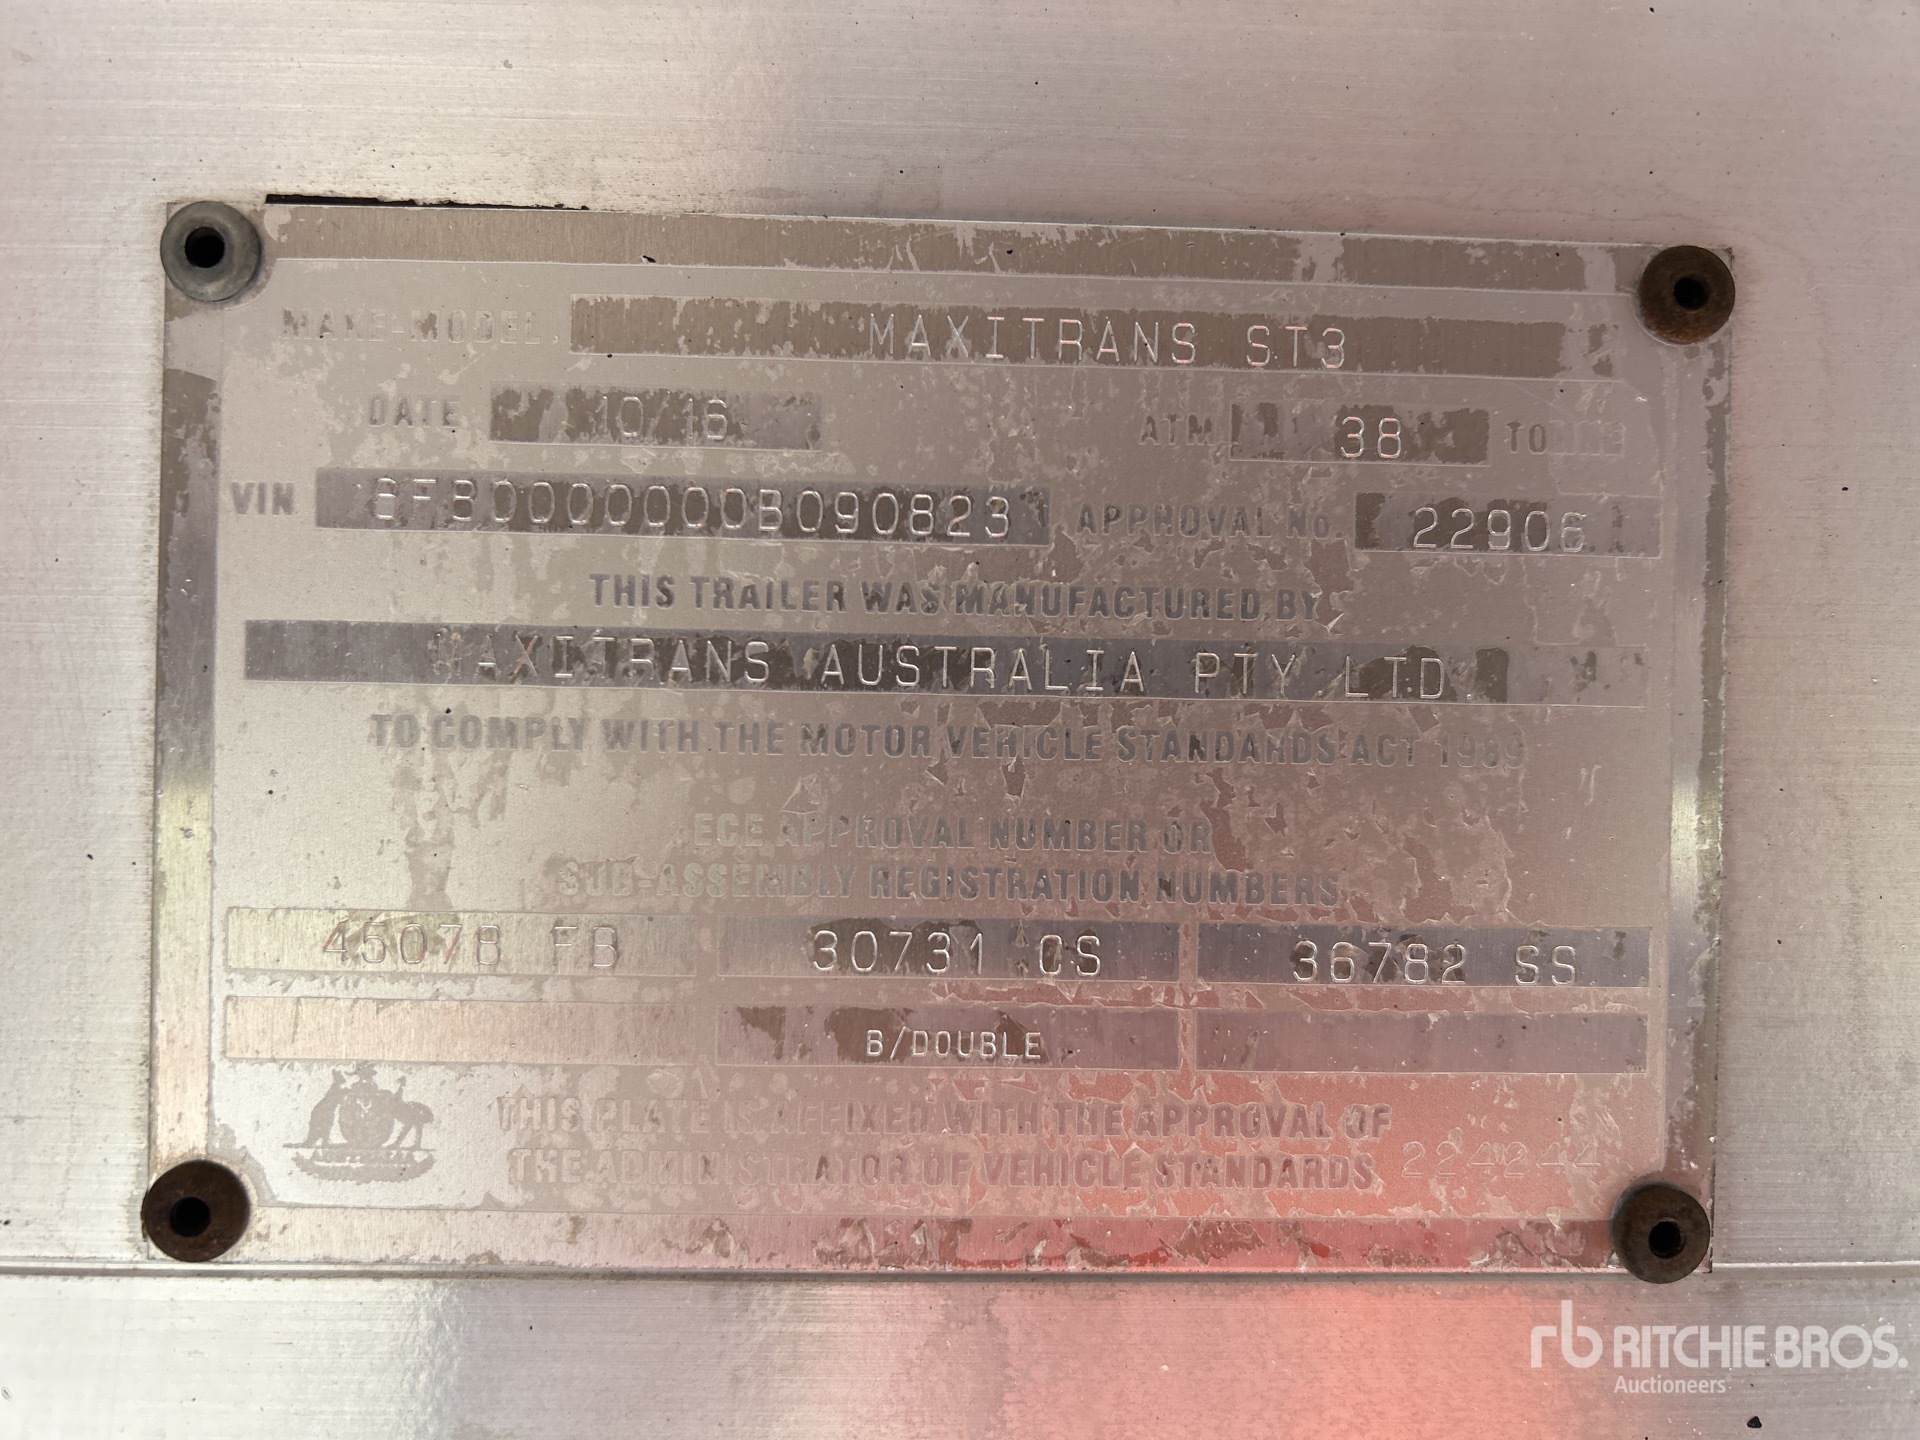 MAKE-MODEL MAXITRANS ST3
DATE 10/16 ATM 38 TONNE
VIN APPROVAL No. 22906
THIS TRAILER WAS MANUFACTURED BY
MAXITRANS AUSTRALIA PTY LTD.
TO COMPLY WITH THE MOTOR VEHICLE STANDARDS ACT 1989
ECE APPROVAL NUMBER OR
SUB-ASSEMBLY REGISTRATION NUMBERS
45078 FB 30731 CS 36782 SS
B/DOUBLE
THIS PLATE IS AFFIXED WITH THE APPROVAL OF
THE ADMINISTRATOR OF VEHICLE STANDARDS 224244
rb RITCHIE BROS.
Auctioneers